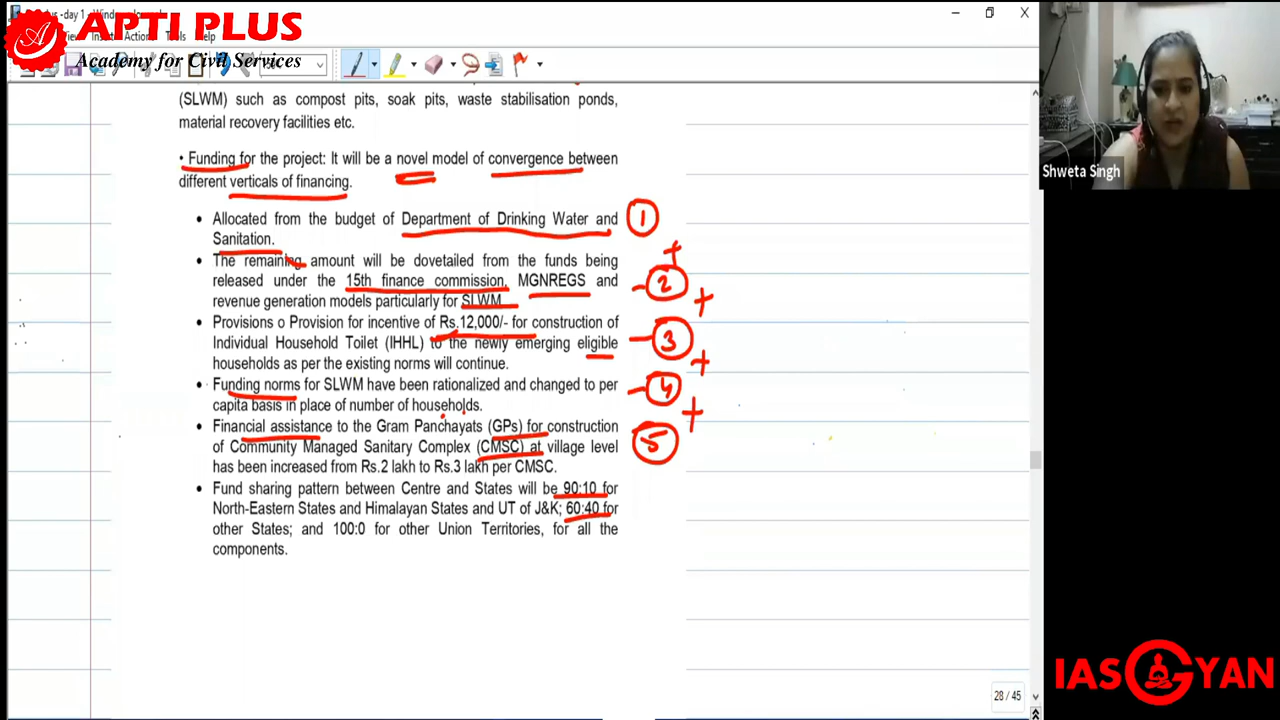 APTI PLUS
Academy for Civil Services
Actions Tools Help
(SLWM) such as compost pits, soak pits, waste stabilisation ponds,
material recovery facilities etc.
• Funding for the project: It will be a novel model of convergence between
different verticals of financing.
• Allocated from the budget of Department of Drinking Water and
Sanitation.
• The remaining amount will be dovetailed from the funds being
released under the 15th finance commission, MGNREGS and
revenue generation models particularly for SLWM
• Provisions o Provision for incentive of Rs.12,000/- for construction of
Individual Household Toilet (IHHL) to the newly emerging eligible
households as per the existing norms will continue.
• Funding norms for SLWM have been rationalized and changed to per
capita basis in place of number of households.
• Financial assistance to the Gram Panchayats (GPs) for construction
of Community Managed Sanitary Complex (CMSC) at village level
has been increased from Rs.2 lakh to Rs.3 lakh per CMSC.
• Fund sharing pattern between Centre and States will be 90:10 for
North-Eastern States and Himalayan States and UT of J&K; 60:40 for
other States; and 100:0 for other Union Territories, for all the
components.
1
+
2
+
3
+
4
+
5
28 / 45
Shweta Singh
IAS GYAN